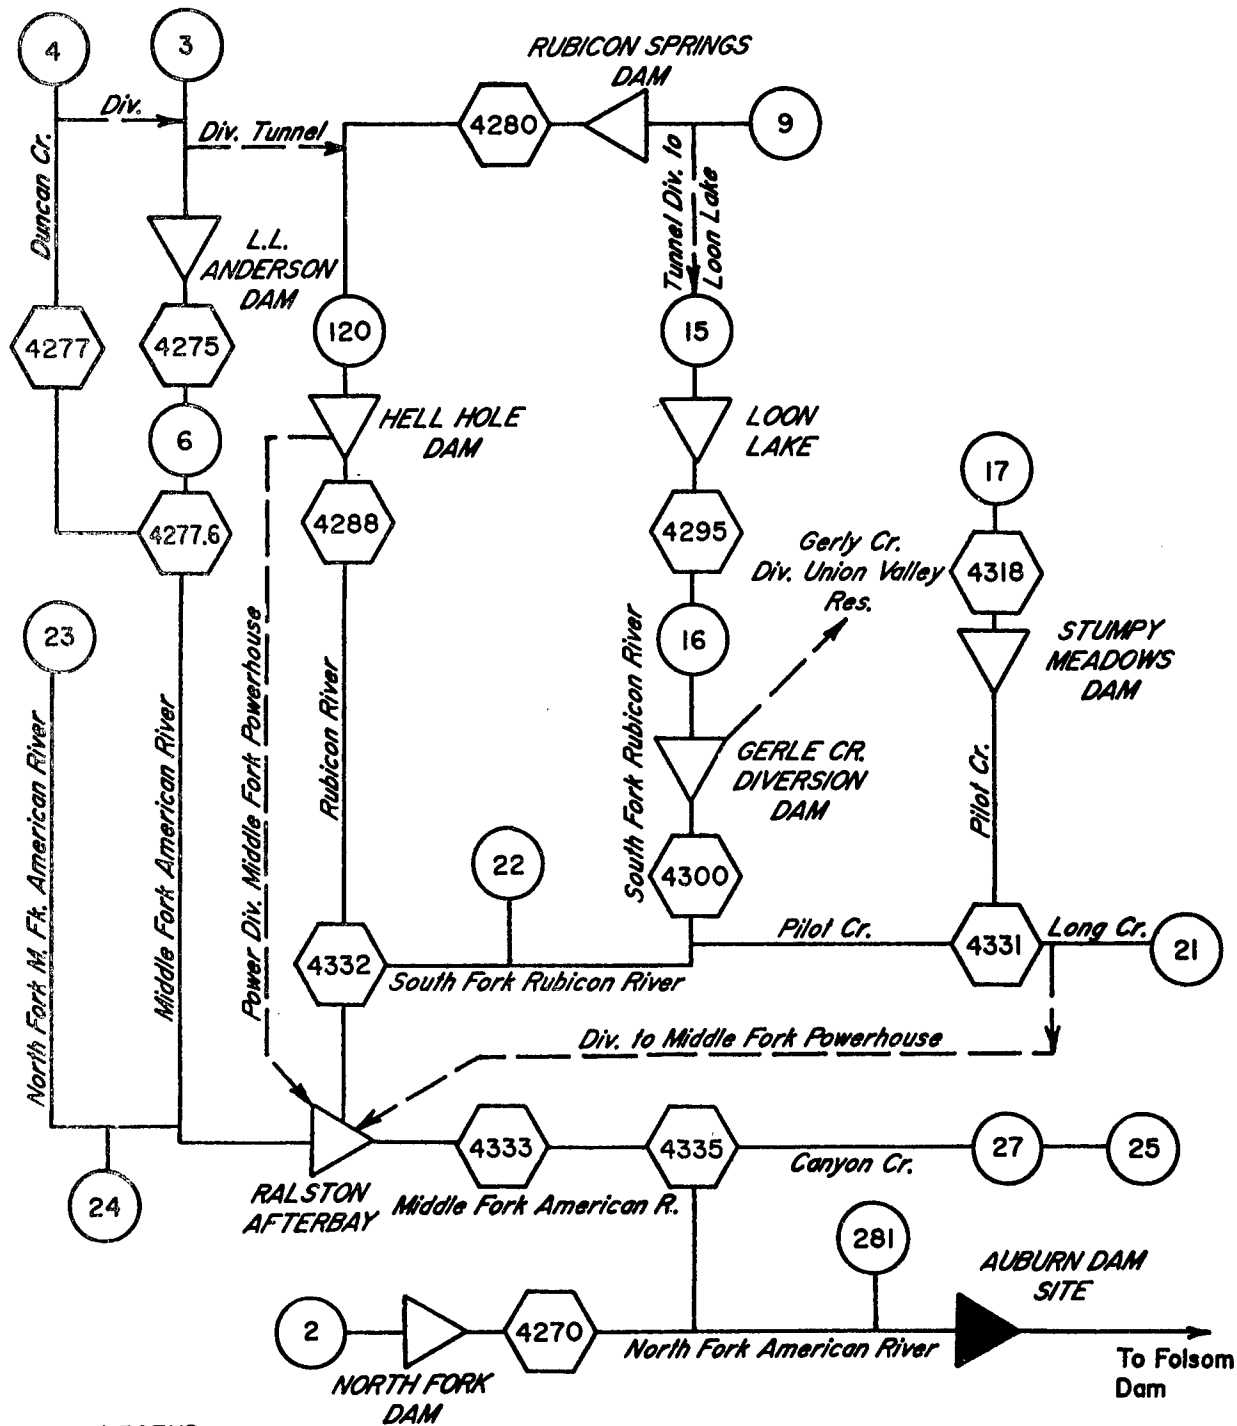 4
3
RUBICON SPRINGS
DAM
Div.
Div. Tunnel
4280
9
Duncan Cr.
Tunnel Div. to
Loon Lake
L.L.
ANDERSON
DAM
4277
4275
120
15
6
HELL HOLE
DAM
LOON
LAKE
17
4277.6
4288
4295
Gerly Cr.
Div. Union Valley
Res.
4318
23
16
STUMPY
MEADOWS
DAM
North Fork M. Fk. American River
Middle Fork American River
Power Div. Middle Fork Powerhouse
Rubicon River
South Fork Rubicon River
GERLE CR.
DIVERSION
DAM
Pilot Cr.
22
4300
4332
South Fork Rubicon River
Pilot Cr.
4331
Long Cr.
21
Div. to Middle Fork Powerhouse
24
RALSTON
AFTERBAY
4333
Middle Fork American R.
4335
Canyon Cr.
27
25
281
AUBURN DAM
SITE
2
NORTH FORK
DAM
4270
North Fork American River
To Folsom
Dam